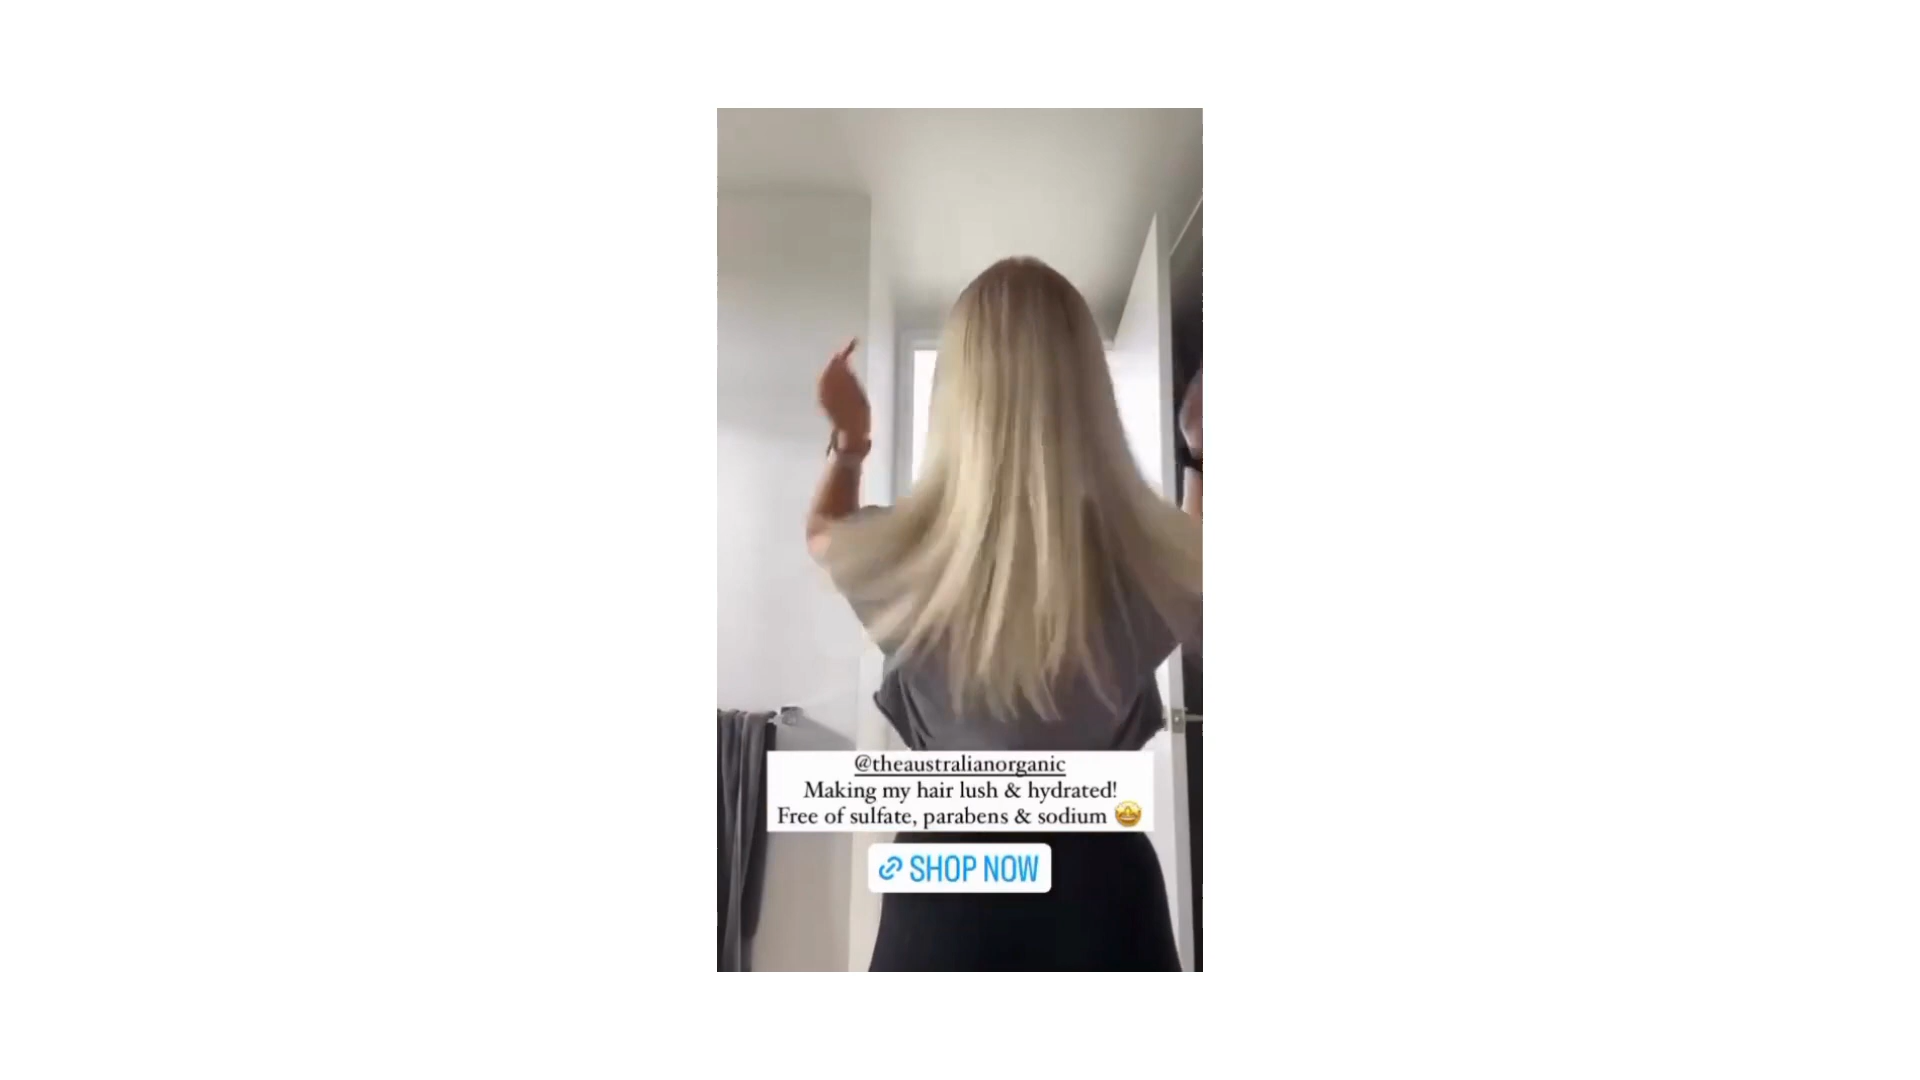 @theaustralianorganic
Making my hair lush & hydrated!
Free of sulfate, parabens & sodium 🤩
SHOP NOW